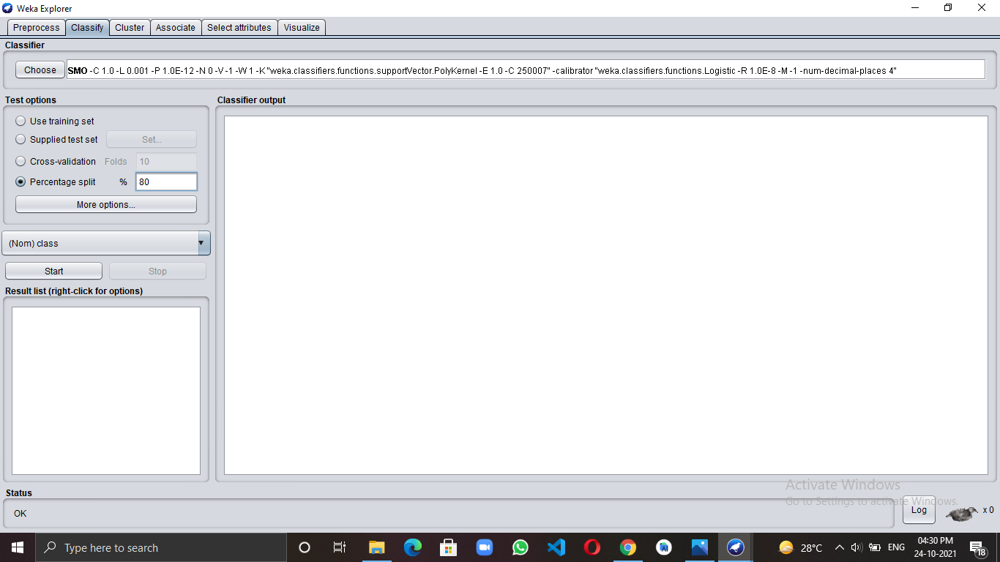 Weka Explorer
Preprocess Classify Cluster Associate Select attributes Visualize
Classifier
Choose SMO -C 1.0 -L 0.001 -P 1.0E-12 -N 0 -V -1 -W 1 -K "weka.classifiers.functions.supportVector.PolyKernel -E 1.0 -C 250007" -calibrator "weka.classifiers.functions.Logistic -R 1.0E-8 -M -1 -num-decimal-places 4"
Test options
Use training set
Supplied test set Set...
Cross-validation Folds 10
Percentage split % 80
More options...
(Nom) class
Start Stop
Result list (right-click for options)
Classifier output
Status
OK
Activate Windows
Go to Settings to activate Windows.
Log x 0
Type here to search
28°C ENG 04:30 PM
24-10-2021
18